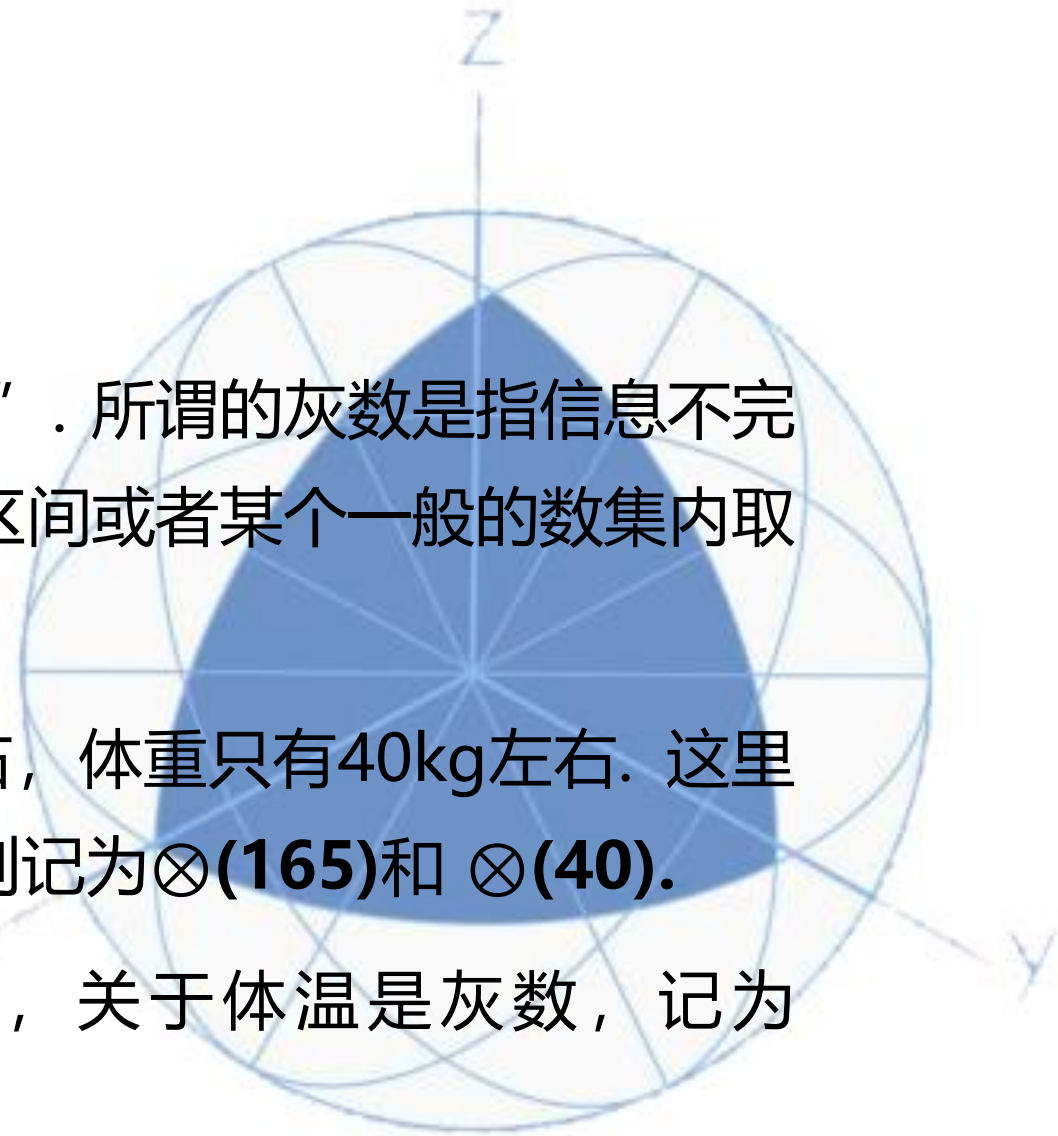 Z
”. 所谓的灰数是指信息不完
区间或者某个一般的数集内取
右，体重只有40kg左右. 这里
别记为⊗(165)和 ⊗(40).
，关于体温是灰数，记为
Y